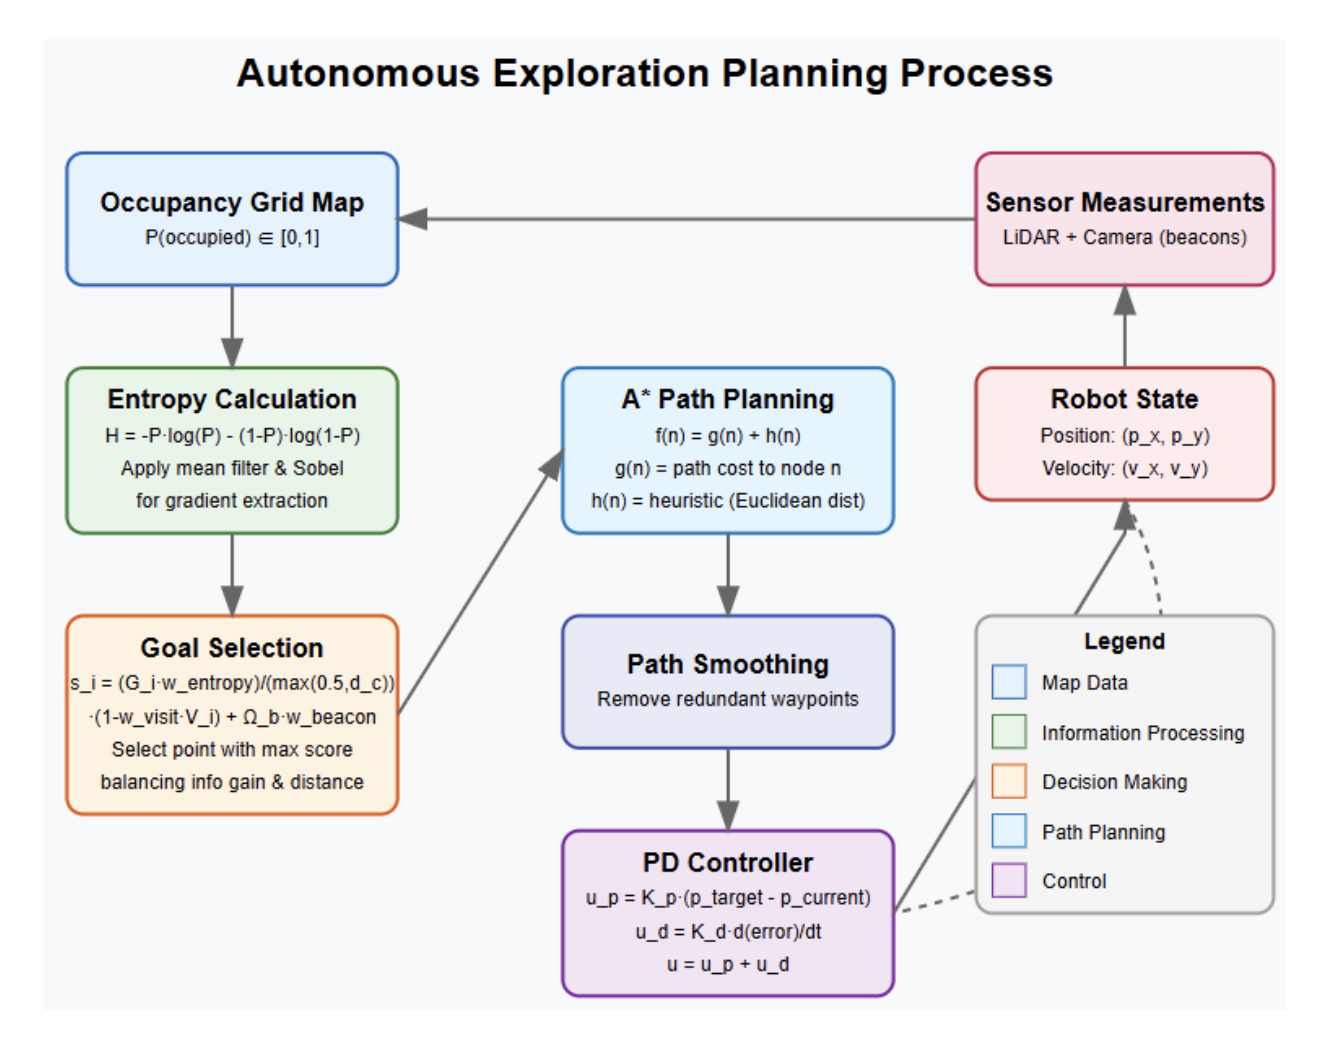 Autonomous Exploration Planning Process
Occupancy Grid Map
P(occupied) ∈ [0,1]
Sensor Measurements
LiDAR + Camera (beacons)
Entropy Calculation
H = -P·log(P) - (1-P)·log(1-P)
Apply mean filter & Sobel
for gradient extraction
A* Path Planning
f(n) = g(n) + h(n)
g(n) = path cost to node n
h(n) = heuristic (Euclidean dist)
Robot State
Position: (p_x, p_y)
Velocity: (v_x, v_y)
Goal Selection
s_i = (G_i·w_entropy)/(max(0.5,d_c))
·(1-w_visit·V_i) + Ω_b·w_beacon
Select point with max score
balancing info gain & distance
Path Smoothing
Remove redundant waypoints
PD Controller
u_p = K_p·(p_target - p_current)
u_d = K_d·d(error)/dt
u = u_p + u_d
Legend
Map Data
Information Processing
Decision Making
Path Planning
Control